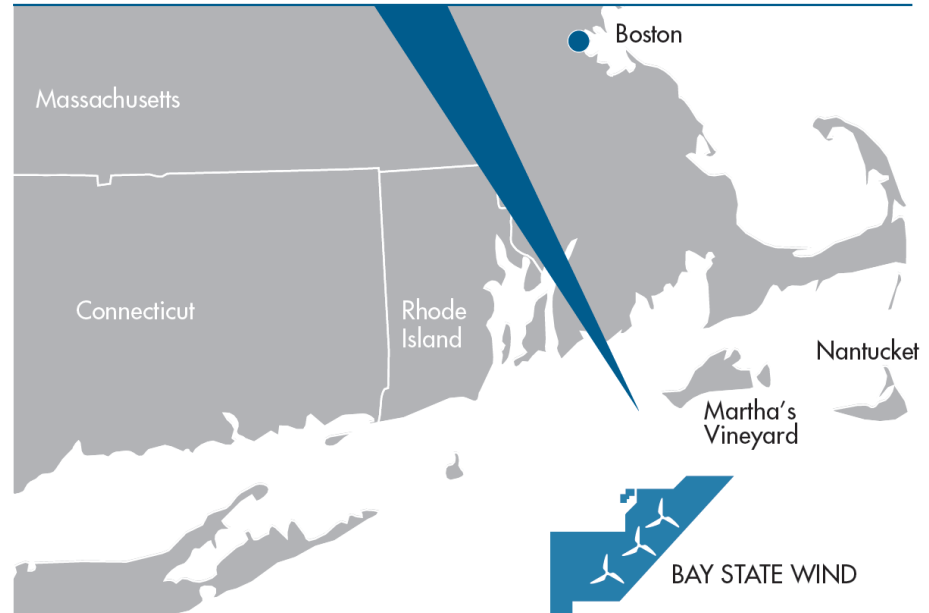 Boston
Massachusetts
Connecticut
Rhode
Island
Nantucket
Martha's
Vineyard
BAY STATE WIND